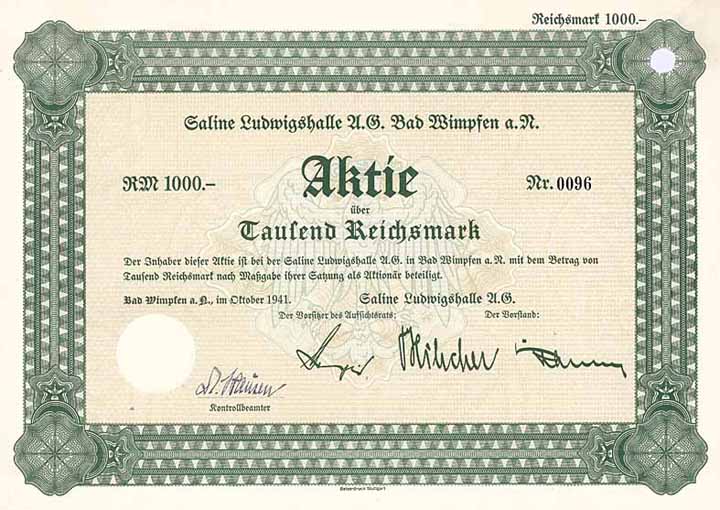 Reichsmark 1000.–
Saline Ludwigshalle A.G. Bad Wimpfen a.N.
RM 1000.– Aktie Nr. 0096
über
Tausend Reichsmark
Der Inhaber dieser Aktie ist bei der Saline Ludwigshalle A.G. in Bad Wimpfen a.N. mit dem Betrag von
Tausend Reichsmark nach Maßgabe ihrer Satzung als Aktionär beteiligt.
Bad Wimpfen a.N., im Oktober 1941. Saline Ludwigshalle A.G.
Der Vorsitzer des Aufsichtsrats: Der Vorstand:
Kontrollbeamter